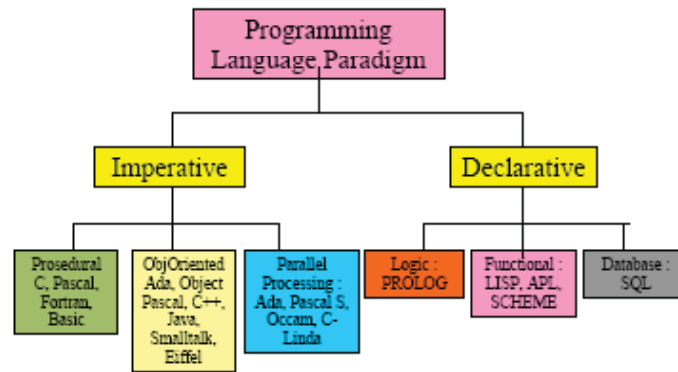 Programming
Language Paradigm
Imperative
Declarative
Prosedural
C, Pascal,
Fortran,
Basic
ObjOriented
Ada, Object
Pascal, C++,
Java,
Smalltalk,
Eiffel
Parallel
Processing :
Ada, Pascal S,
Occam, C-
Linda
Logic :
PROLOG
Functional :
LISP, APL,
SCHEME
Database :
SQL